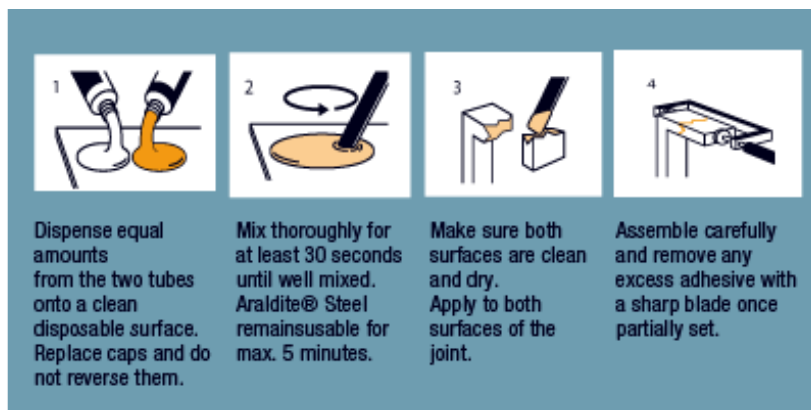 1
Dispense equal
amounts
from the two tubes
onto a clean
disposable surface.
Replace caps and do
not reverse them.
2
Mix thoroughly for
at least 30 seconds
until well mixed.
Araldite® Steel
remainsusable for
max. 5 minutes.
3
Make sure both
surfaces are clean
and dry.
Apply to both
surfaces of the
joint.
4
Assemble carefully
and remove any
excess adhesive with
a sharp blade once
partially set.